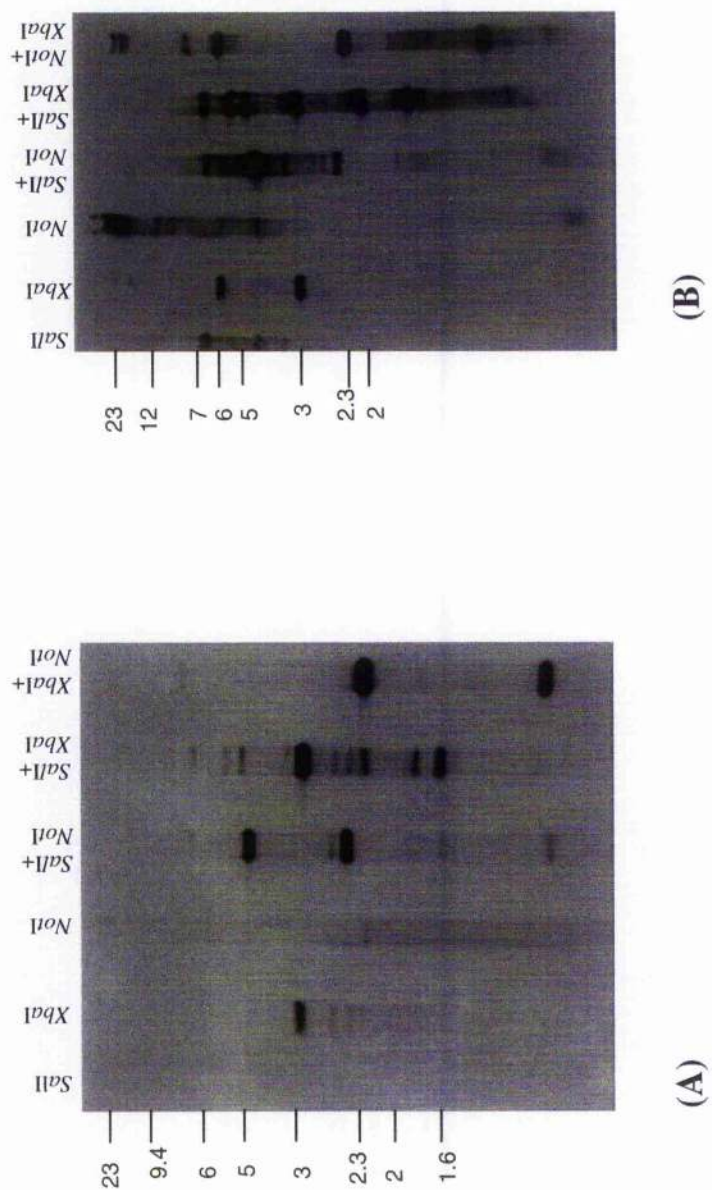 SalI
XbaI
NotI
SalI+
NotI
SalI+
XbaI
XbaI+
NotI
23
9.4
6
5
3
2.3
2
1.6
(A)
SalI
XbaI
NotI
SalI+
NotI
SalI+
XbaI
NotI+
XbaI
23
12
7
6
5
3
2.3
2
(B)